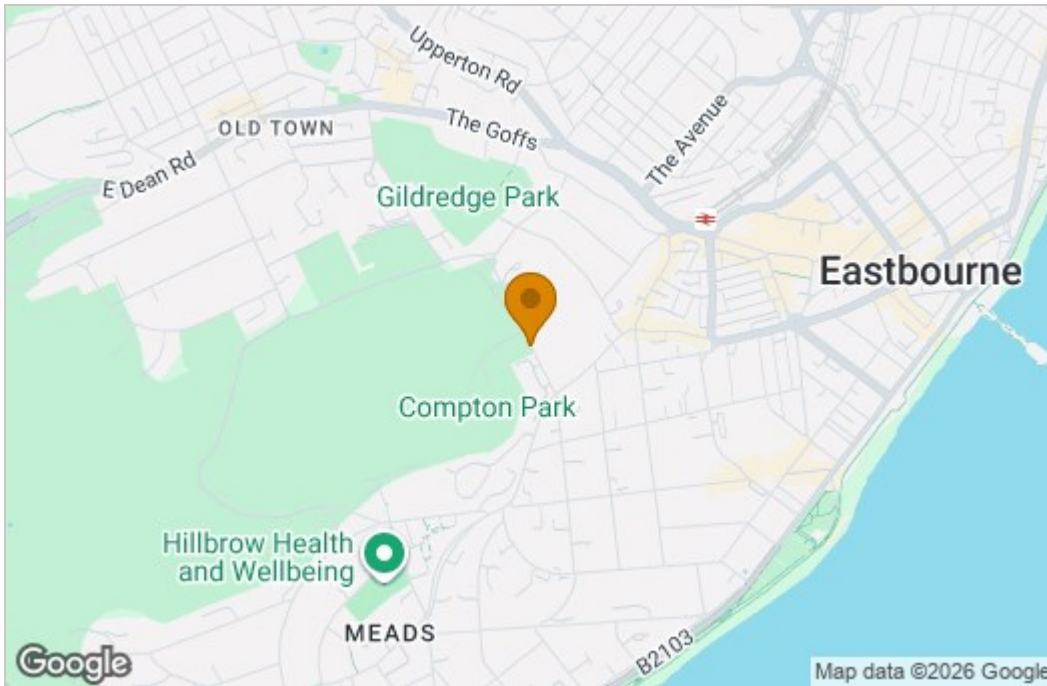 Upperton Rd
The Goffs
The Avenue
OLD TOWN
E Dean Rd
Gildredge Park
Eastbourne
Compton Park
Hillbrow Health
and Wellbeing
MEADS
B2103
Google
Map data ©2026 Google